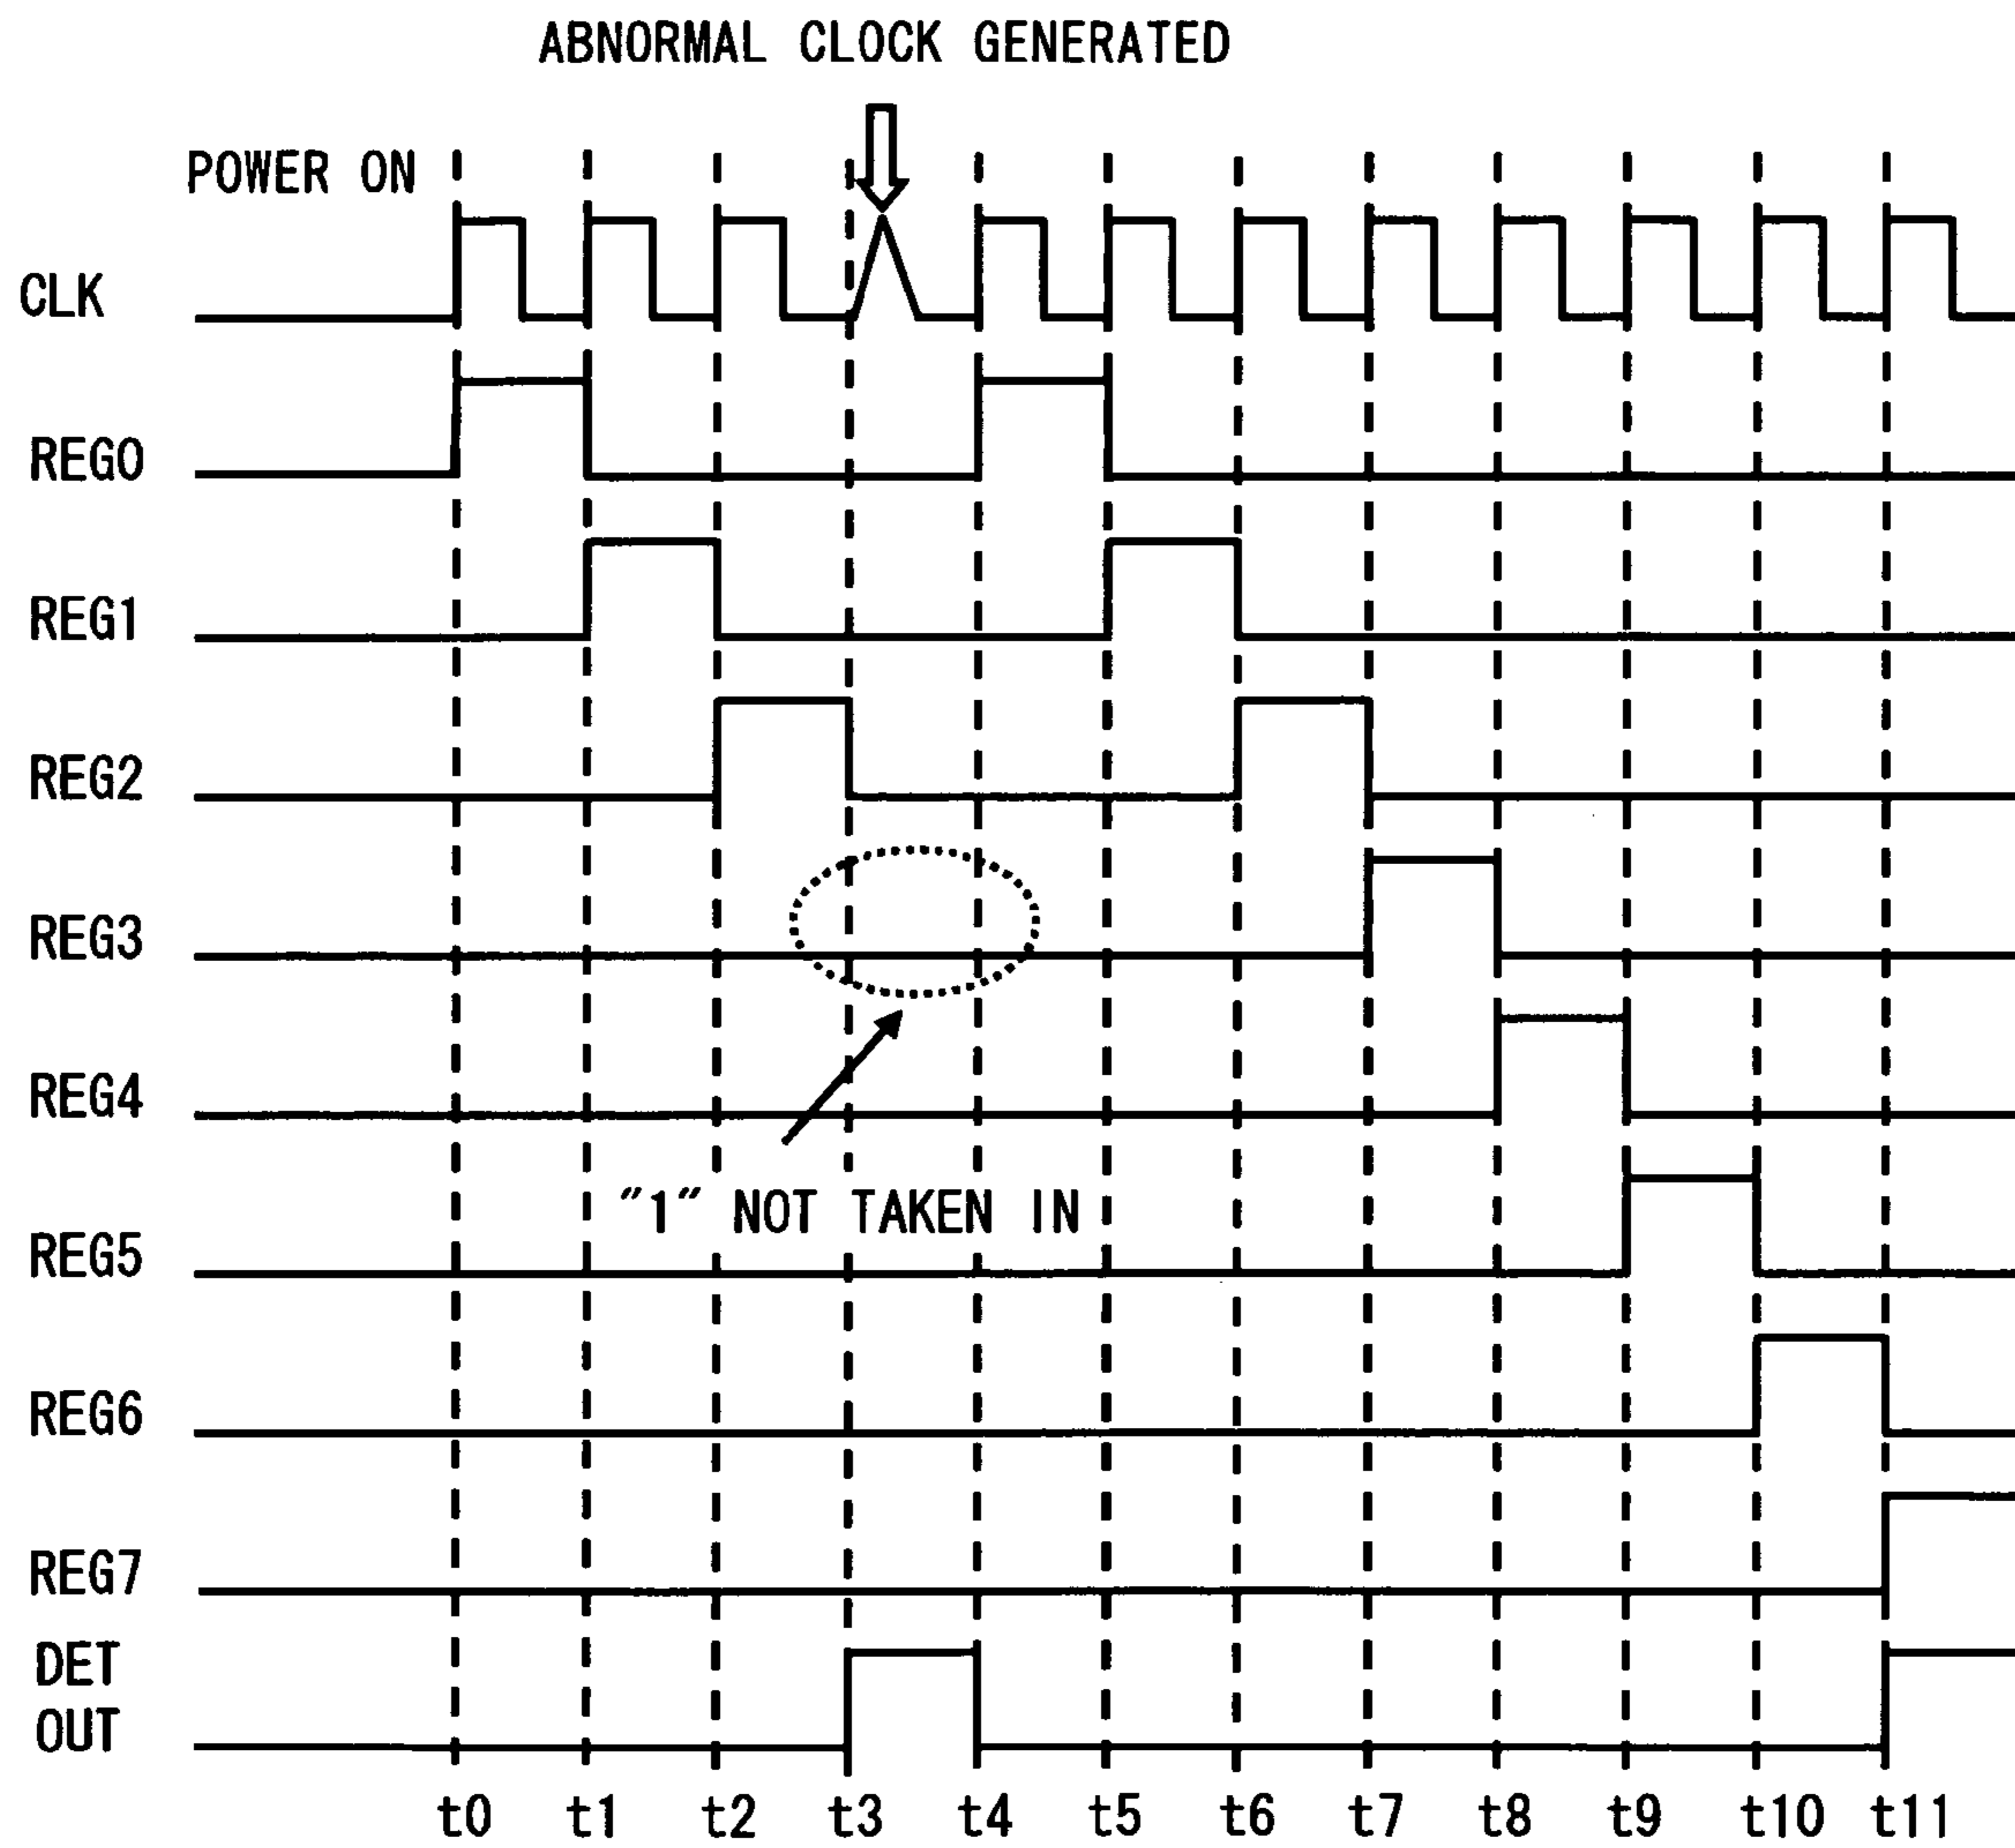 ABNORMAL CLOCK GENERATED
POWER ON
CLK
REG0
REG1
REG2
REG3
REG4
"1" NOT TAKEN IN
REG5
REG6
REG7
DET
OUT
t0 t1 t2 t3 t4 t5 t6 t7 t8 t9 t10 t11